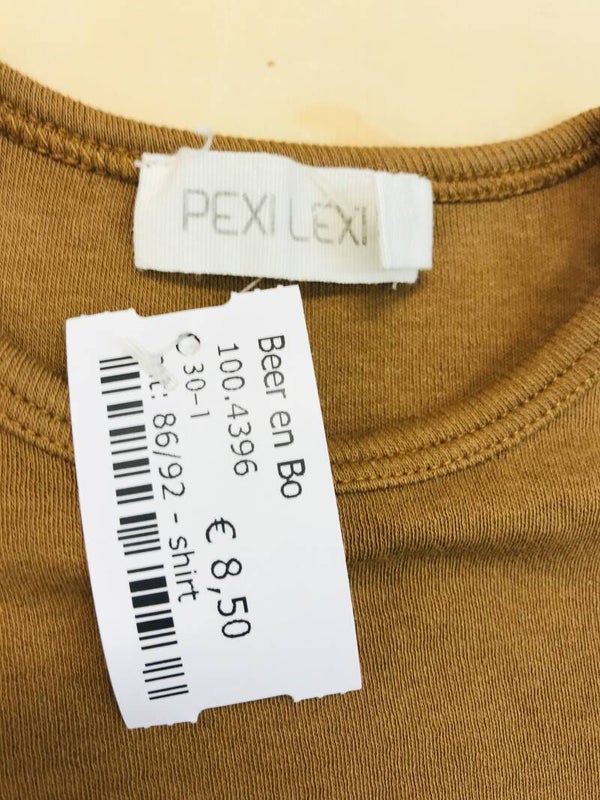 PEXI LEXI
Beer en Bo
100.4396
30-1
€ 8,50
86/92 - shirt